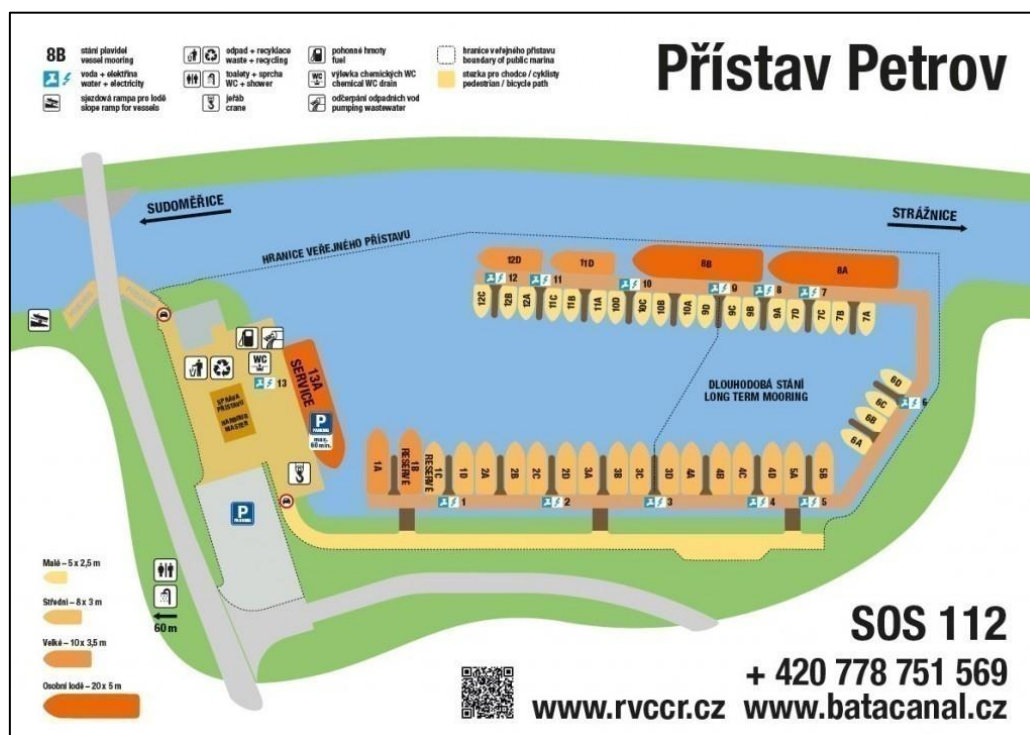 Přístav Petrov
8B
stání plavidel
vessel mooring
voda + elektřina
water + electricity
sjezdová rampa pro lodě
slope ramp for vessels
odpad + recyklace
waste + recycling
toalety + sprcha
WC + shower
jeřáb
crane
pohonné hmoty
fuel
WC
výlevka chemických WC
chemical WC drain
odčerpání odpadních vod
pumping wastewater
hranice veřejného přístavu
boundary of public marina
stezka pro chodce / cyklisty
pedestrian / bicycle path
SUDOMĚŘICE
STRÁŽNICE
HRANICE VEŘEJNÉHO PŘÍSTAVU
12D
11D
8B
8A
12
11
10
9
8
7
12C
12B
12A
11C
11B
11A
10D
10C
10B
10A
9D
9C
9B
9A
7D
7C
7B
7A
6D
6C
6B
6A
6
DLOUHODOBÁ STÁNÍ
LONG TERM MOORING
WC
13
13A
SERVICE
P
PARKING
max.
60 min.
SPRÁVA
PŘÍSTAVU
HARBOUR
MASTER
P
PARKING
1A
1B
RESERVE
1C
RESERVE
1D
2A
2B
2C
2D
3A
3B
3C
3D
4A
4B
4C
4D
5A
5B
1
2
3
4
5
60 m
Malé – 5 x 2,5 m
Střední – 8 x 3 m
Velké – 10 x 3,5 m
Osobní lodě – 20 x 5 m
SOS 112
+ 420 778 751 569
www.rvccr.cz www.batacanal.cz